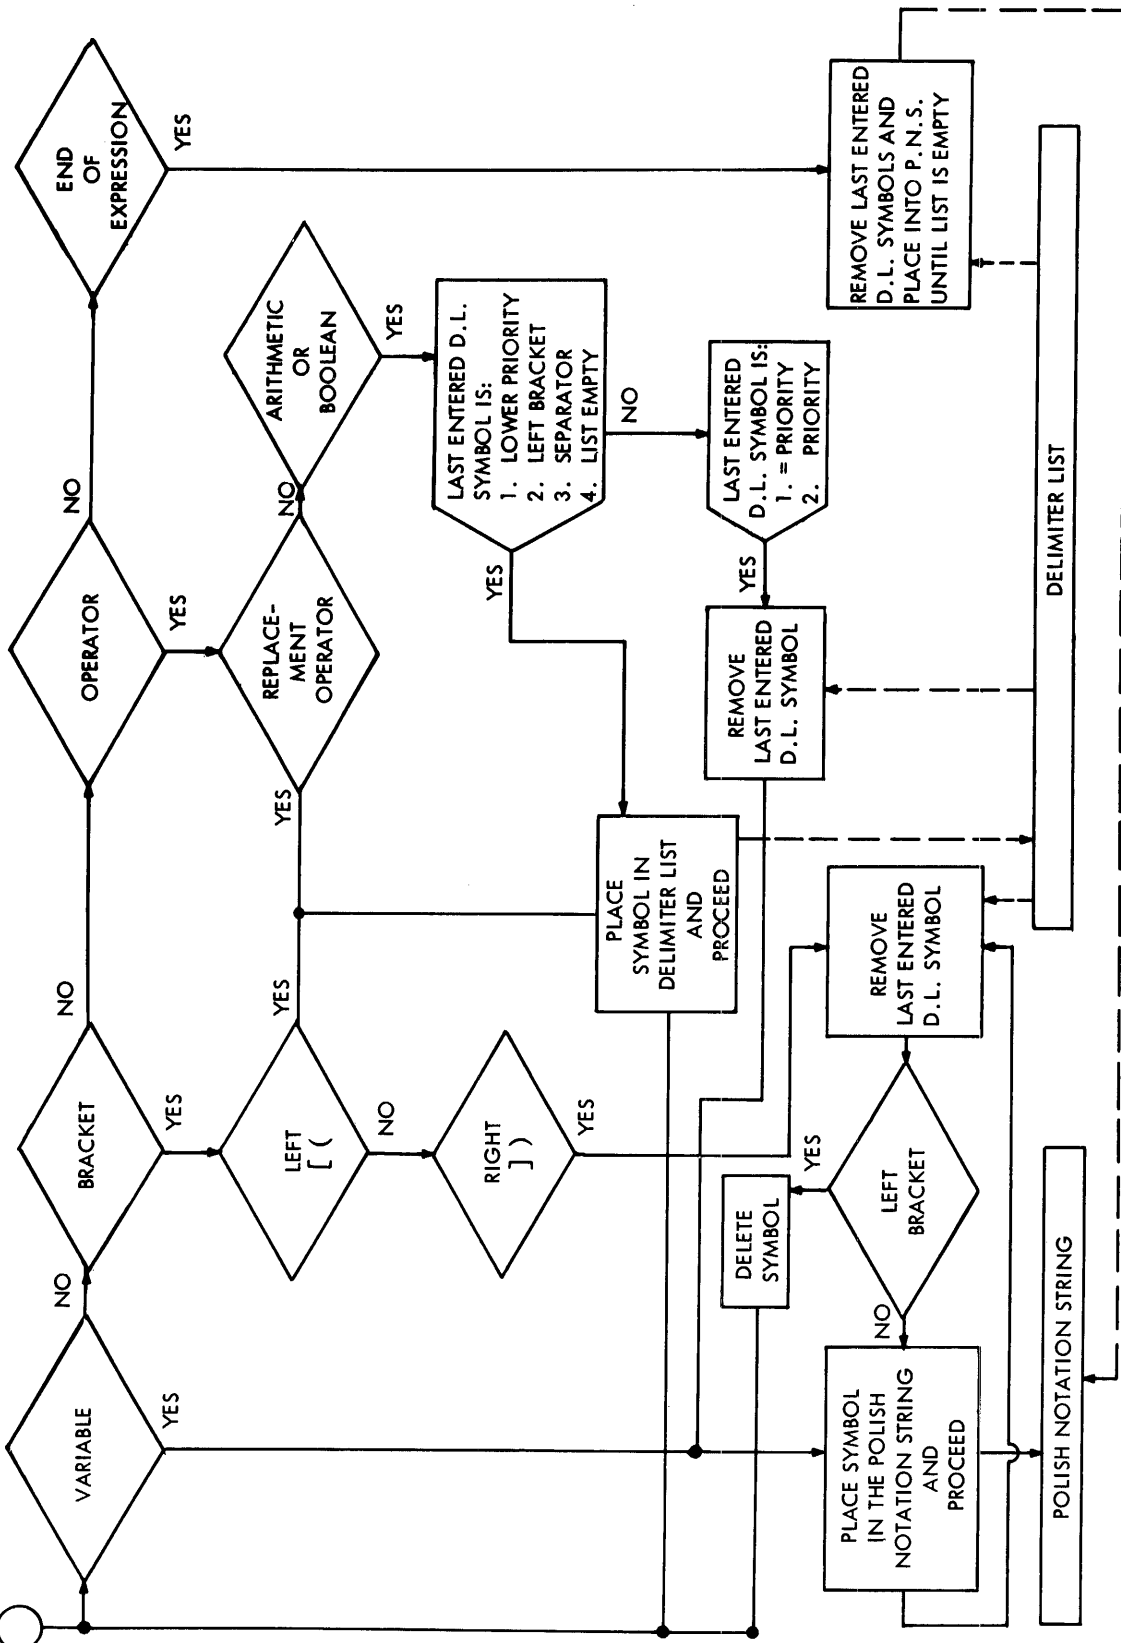 VARIABLE
NO
YES
BRACKET
NO
YES
OPERATOR
NO
YES
END
OF
EXPRESSION
YES
LEFT
[ (
YES
NO
REPLACE-
MENT
OPERATOR
YES
NO
ARITHMETIC
OR
BOOLEAN
YES
RIGHT
] )
YES
LAST ENTERED D.L.
SYMBOL IS:
1. LOWER PRIORITY
2. LEFT BRACKET
3. SEPARATOR
4. LIST EMPTY
YES
NO
LAST ENTERED
D.L. SYMBOL IS:
1. = PRIORITY
2. PRIORITY
YES
PLACE
SYMBOL IN
DELIMITER LIST
AND
PROCEED
REMOVE
LAST ENTERED
D.L. SYMBOL
REMOVE LAST ENTERED
D.L. SYMBOLS AND
PLACE INTO P.N.S.
UNTIL LIST IS EMPTY
DELETE
SYMBOL
YES
LEFT
BRACKET
NO
REMOVE
LAST ENTERED
D.L. SYMBOL
PLACE SYMBOL
IN THE POLISH
NOTATION STRING
AND
PROCEED
POLISH NOTATION STRING
DELIMITER LIST